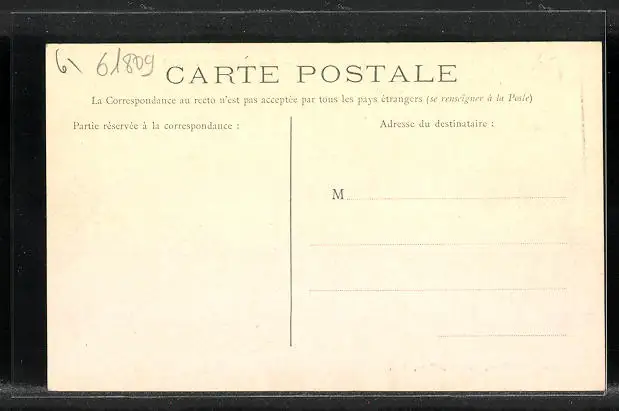 61 61809
CARTE POSTALE
La Correspondance au recto n'est pas acceptée par tous les pays étrangers (se renseigner à la Poste)
Partie réservée à la correspondance :
Adresse du destinataire :
M